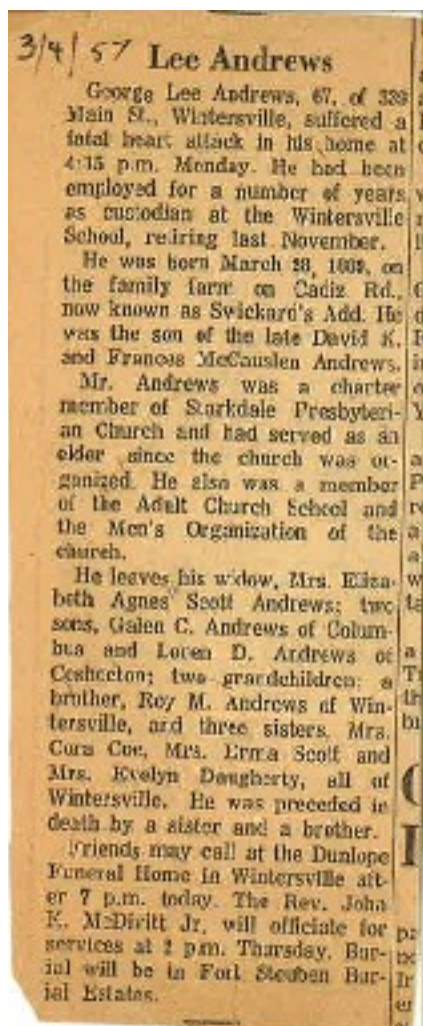 3/4/57 Lee Andrews
George Lee Andrews, 67, of 339
Main St., Wintersville, suffered a
fatal heart attack in his home at
4:15 p.m. Monday. He had been
employed for a number of years
as custodian at the Wintersville
School, retiring last November.
He was born March 28, 1889, on
the family farm on Cadiz Rd.,
now known as Swickard's Add. He
was the son of the late David K.
and Frances McCauslen Andrews.
Mr. Andrews was a charter
member of Starkdale Presbyteri-
an Church and had served as an
elder since the church was or-
ganized. He also was a member
of the Adult Church School and
the Men's Organization of the
church.
He leaves his widow, Mrs. Eliza-
beth Agnes Scott Andrews; two
sons, Galen C. Andrews of Colum-
bus and Loren D. Andrews of
Coshocton; two grandchildren; a
brother, Roy M. Andrews of Win-
tersville, and three sisters, Mrs.
Cora Coe, Mrs. Erma Scott and
Mrs. Evelyn Daugherty, all of
Wintersville. He was preceded in
death by a sister and a brother.
Friends may call at the Dunlope
Funeral Home in Wintersville aft-
er 7 p.m. today. The Rev. John
K. McDivitt Jr. will officiate for
services at 2 p.m. Thursday. Bur-
ial will be in Fort Steuben Bur-
ial Estates.